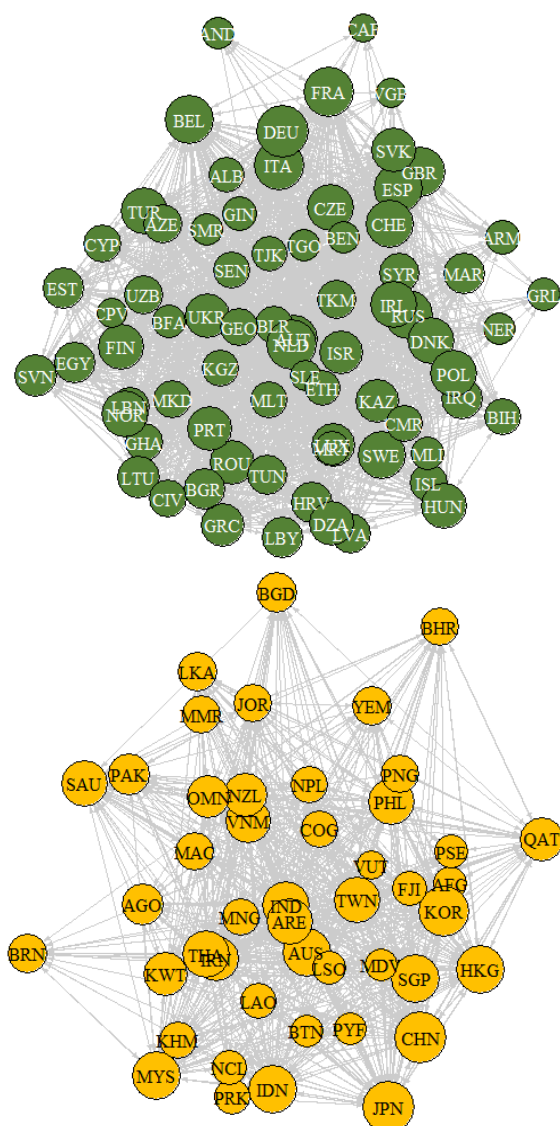 AND
CAF
FRA
VGB
BEL
DEU
SVK
ITA
GBR
ALB
ESP
TUR
GIN
CZE
AZE
CHE
SMR
BEN
ARM
CYP
TGO
TJK
SEN
SYR
MAR
EST
UZB
TKM
GRL
CPV
BFA
UKR
GEO
BLR
IRL
RUS
NER
FIN
NLD
DNK
ISR
EGY
SVN
KGZ
SLE
POL
ETH
LBN
MKD
MLT
KAZ
IRQ
NOR
BIH
PRT
CMR
GHA
LUX
MRT
SWE
MLI
ROU
LTU
TUN
ISL
CIV
BGR
HRV
HUN
GRC
DZA
LBY
LVA
BGD
BHR
LKA
JOR
MMR
YEM
PAK
PNG
SAU
OMN
NZL
NPL
PHL
VNM
COG
QAT
MAC
PSE
VUT
AFG
AGO
IND
TWN
FJI
MNG
ARE
KOR
BRN
THA
IRN
AUS
MDV
LSO
KWT
SGP
HKG
LAO
BTN
PYF
KHM
CHN
MYS
NCL
IDN
PRK
JPN